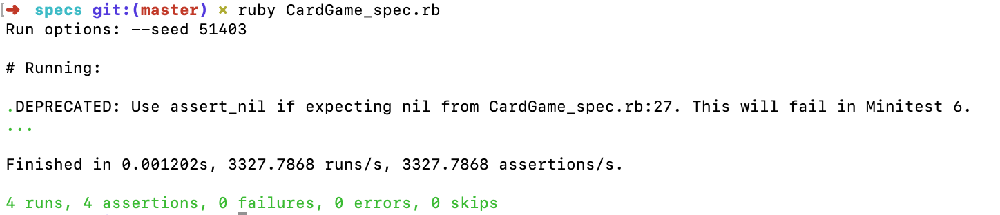 [➜  specs git:(master) ✗ ruby CardGame_spec.rb
Run options: --seed 51403
# Running:
.DEPRECATED: Use assert_nil if expecting nil from CardGame_spec.rb:27. This will fail in Minitest 6.
...
Finished in 0.001202s, 3327.7868 runs/s, 3327.7868 assertions/s.
4 runs, 4 assertions, 0 failures, 0 errors, 0 skips